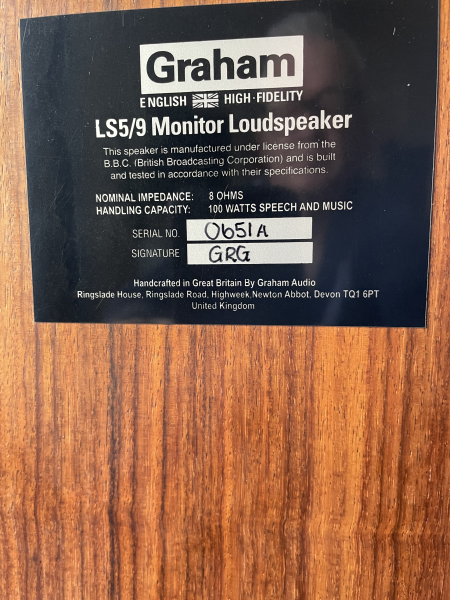 Graham
ENGLISH HIGH·FIDELITY
LS5/9 Monitor Loudspeaker
This speaker is manufactured under license from the
B.B.C. (British Broadcasting Corporation) and is built
and tested in accordance with their specifications.
NOMINAL IMPEDANCE: 8 OHMS
HANDLING CAPACITY: 100 WATTS SPEECH AND MUSIC
SERIAL NO. 0651A
SIGNATURE GRG
Handcrafted in Great Britain By Graham Audio
Ringslade House, Ringslade Road, Highweek,Newton Abbot, Devon TQ1 6PT
United Kingdom